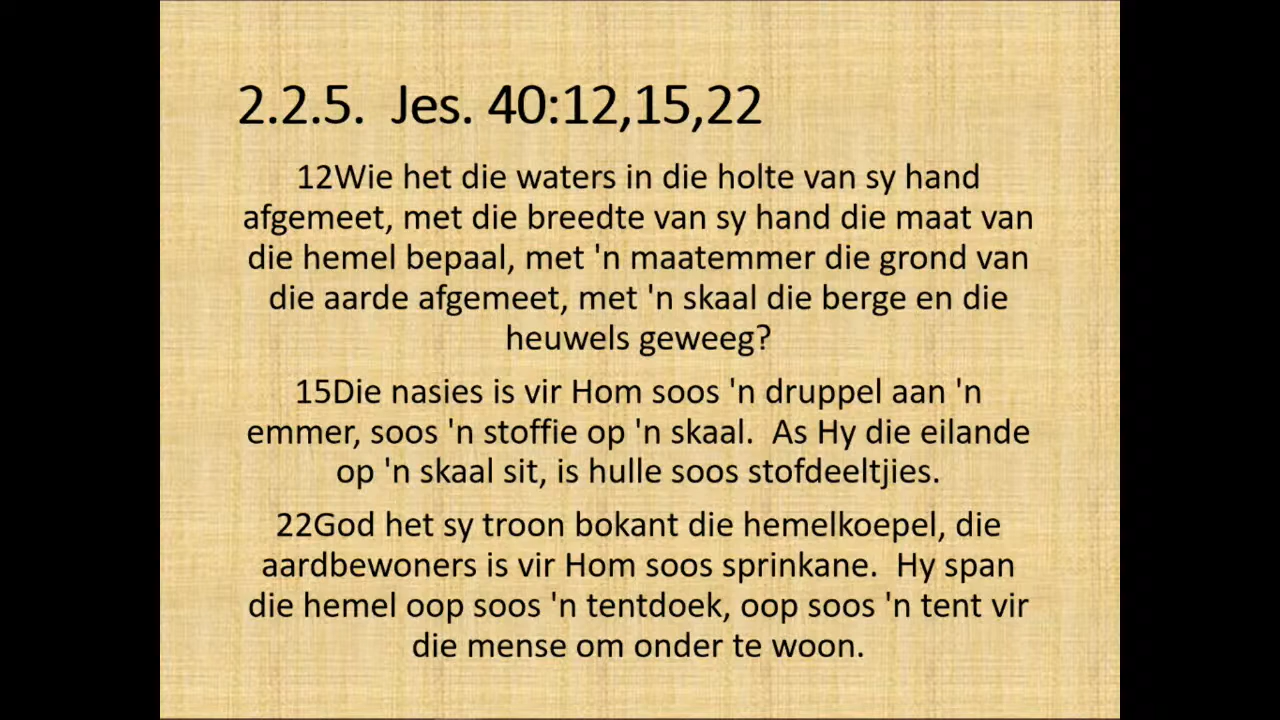 2.2.5.  Jes. 40:12,15,22
12Wie het die waters in die holte van sy hand
afgemeet, met die breedte van sy hand die maat van
die hemel bepaal, met 'n maatemmer die grond van
die aarde afgemeet, met 'n skaal die berge en die
heuwels geweeg?
15Die nasies is vir Hom soos 'n druppel aan 'n
emmer, soos 'n stoffie op 'n skaal.  As Hy die eilande
op 'n skaal sit, is hulle soos stofdeeltjies.
22God het sy troon bokant die hemelkoepel, die
aardbewoners is vir Hom soos sprinkane.  Hy span
die hemel oop soos 'n tentdoek, oop soos 'n tent vir
die mense om onder te woon.